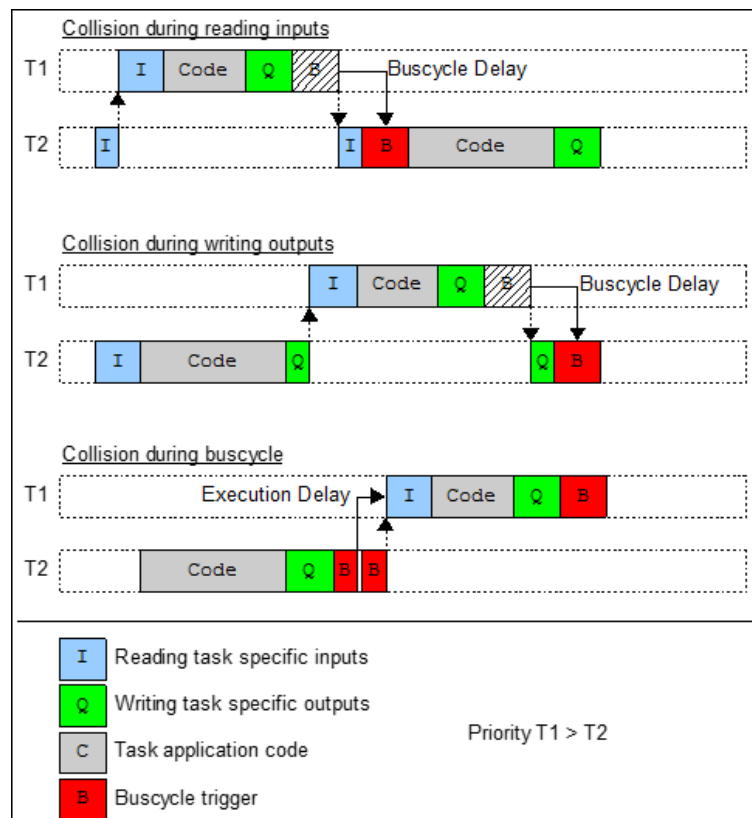 Collision during reading inputs
T1 I Code Q B Buscycle Delay
T2 I I B Code Q
Collision during writing outputs
T1 I Code Q B Buscycle Delay
T2 I Code Q Q B
Collision during buscycle
T1 Execution Delay I Code Q B
T2 Code Q B B
I Reading task specific inputs
Q Writing task specific outputs
C Task application code
Priority T1 > T2
B Buscycle trigger